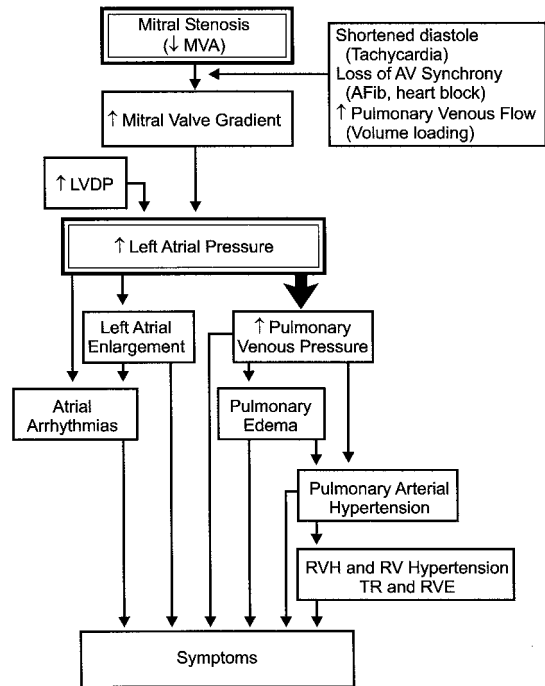 Mitral Stenosis
(↓ MVA)
Shortened diastole
(Tachycardia)
Loss of AV Synchrony
(AFib, heart block)
↑ Pulmonary Venous Flow
(Volume loading)
↑ Mitral Valve Gradient
↑ LVDP
↑ Left Atrial Pressure
Left Atrial
Enlargement
↑ Pulmonary
Venous Pressure
Atrial
Arrhythmias
Pulmonary
Edema
Pulmonary Arterial
Hypertension
RVH and RV Hypertension
TR and RVE
Symptoms